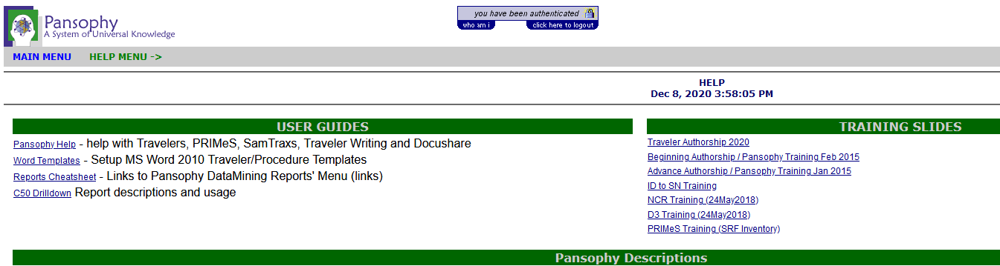 Pansophy
A System of Universal Knowledge
you have been authenticated
who am i
click here to logout
MAIN MENU HELP MENU ->
HELP
Dec 8, 2020 3:58:05 PM
USER GUIDES
Pansophy Help - help with Travelers, PRIMeS, SamTraxs, Traveler Writing and Docushare
Word Templates - Setup MS Word 2010 Traveler/Procedure Templates
Reports Cheatsheet - Links to Pansophy DataMining Reports' Menu (links)
C50 Drilldown Report descriptions and usage
TRAINING SLIDES
Traveler Authorship 2020
Beginning Authorship / Pansophy Training Feb 2015
Advance Authorship / Pansophy Training Jan 2015
ID to SN Training
NCR Training (24May2018)
D3 Training (24May2018)
PRIMeS Training (SRF Inventory)
Pansophy Descriptions